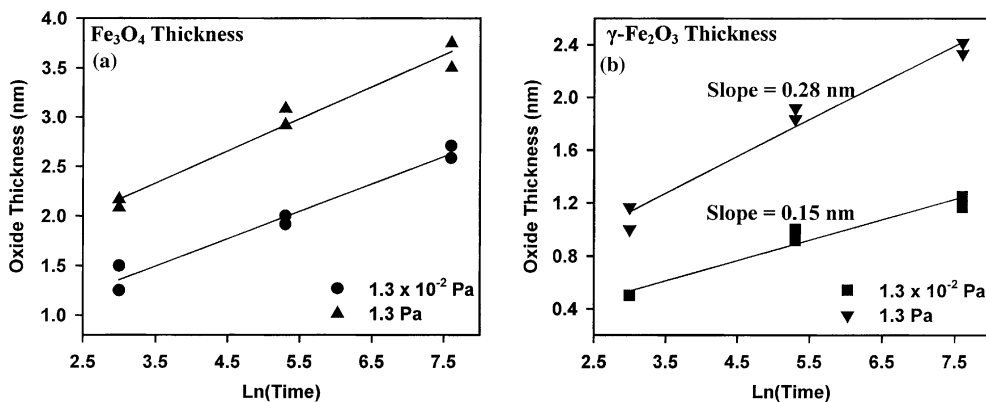 Fe₃O₄ Thickness
(a)
Oxide Thickness (nm)
4.0
3.5
3.0
2.5
2.0
1.5
1.0
1.3 x 10⁻² Pa
1.3 Pa
2.5 3.5 4.5 5.5 6.5 7.5
Ln(Time)
γ-Fe₂O₃ Thickness
(b)
Oxide Thickness (nm)
2.4
2.0
1.6
1.2
0.8
0.4
Slope = 0.28 nm
Slope = 0.15 nm
1.3 x 10⁻² Pa
1.3 Pa
2.5 3.5 4.5 5.5 6.5 7.5
Ln(Time)